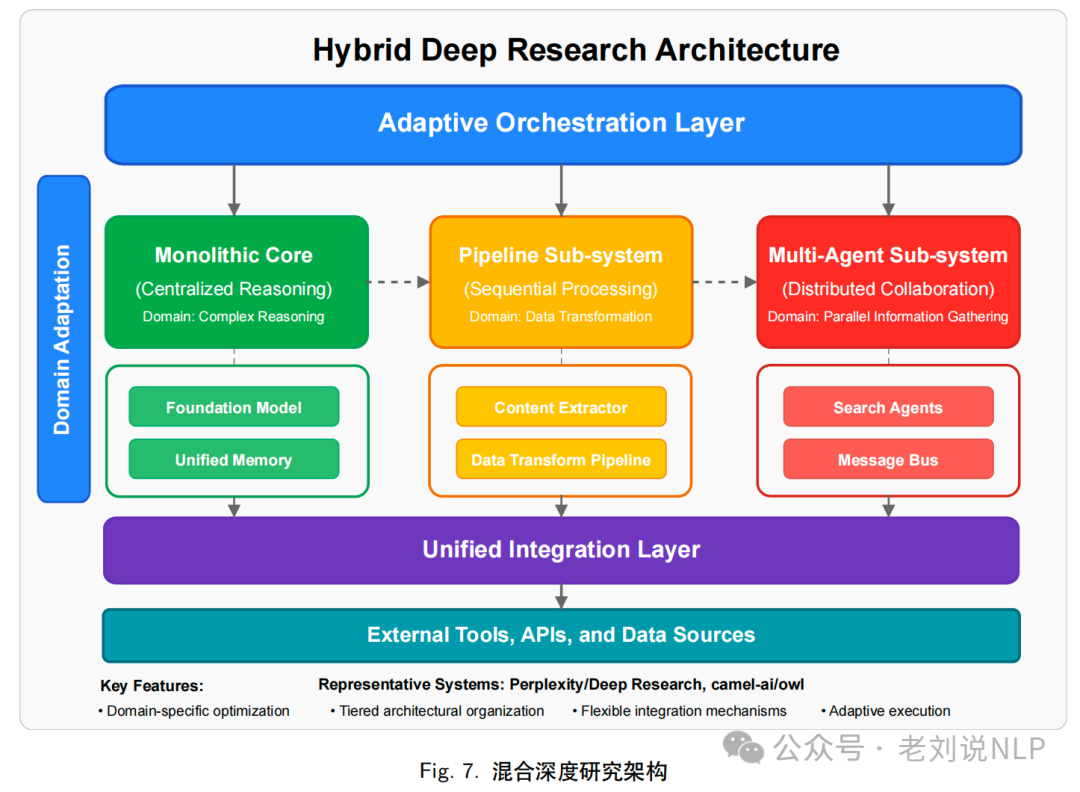 Hybrid Deep Research Architecture
Adaptive Orchestration Layer
Domain Adaptation
Monolithic Core
(Centralized Reasoning)
Domain: Complex Reasoning
Pipeline Sub-system
(Sequential Processing)
Domain: Data Transformation
Multi-Agent Sub-system
(Distributed Collaboration)
Domain: Parallel Information Gathering
Foundation Model
Unified Memory
Content Extractor
Data Transform Pipeline
Search Agents
Message Bus
Unified Integration Layer
External Tools, APIs, and Data Sources
Key Features:
Representative Systems: Perplexity/Deep Research, camel-ai/owl
• Domain-specific optimization
• Tiered architectural organization
• Flexible integration mechanisms
• Adaptive execution
公众号 · 老刘说NLP
Fig. 7. 混合深度研究架构